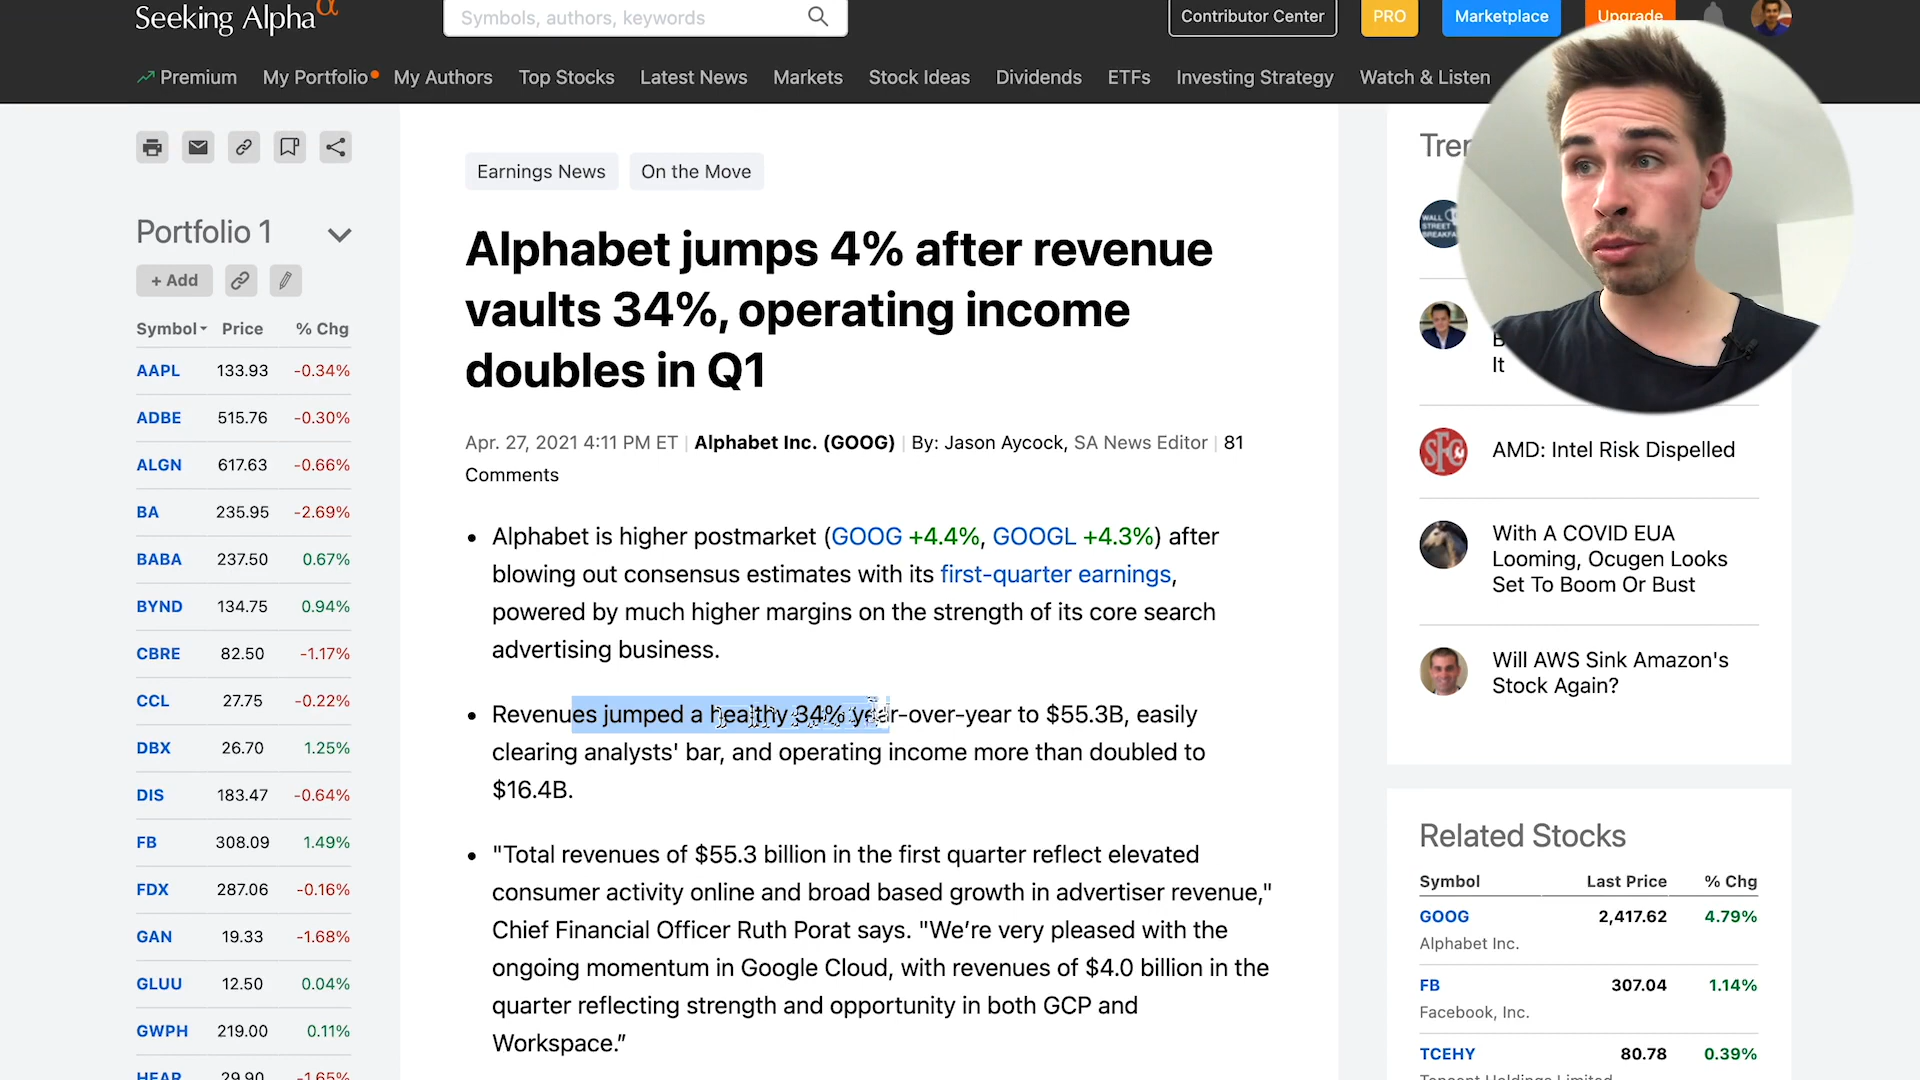 Seeking Alpha α
Symbols, authors, keywords
Contributor Center
PRO
Marketplace
Upgrade
Premium My Portfolio My Authors Top Stocks Latest News Markets Stock Ideas Dividends ETFs Investing Strategy Watch & Listen
Portfolio 1
+ Add
Symbol Price % Chg
AAPL 133.93 -0.34%
ADBE 515.76 -0.30%
ALGN 617.63 -0.66%
BA 235.95 -2.69%
BABA 237.50 0.67%
BYND 134.75 0.94%
CBRE 82.50 -1.17%
CCL 27.75 -0.22%
DBX 26.70 1.25%
DIS 183.47 -0.64%
FB 308.09 1.49%
FDX 287.06 -0.16%
GAN 19.33 -1.68%
GLUU 12.50 0.04%
GWPH 219.00 0.11%
HEAR 29.90 -1.65%
Earnings News On the Move
Alphabet jumps 4% after revenue
vaults 34%, operating income
doubles in Q1
Apr. 27, 2021 4:11 PM ET | Alphabet Inc. (GOOG) | By: Jason Aycock, SA News Editor | 81
Comments
• Alphabet is higher postmarket (GOOG +4.4%, GOOGL +4.3%) after
blowing out consensus estimates with its first-quarter earnings,
powered by much higher margins on the strength of its core search
advertising business.
• Revenues jumped a healthy 34% year-over-year to $55.3B, easily
clearing analysts' bar, and operating income more than doubled to
$16.4B.
• "Total revenues of $55.3 billion in the first quarter reflect elevated
consumer activity online and broad based growth in advertiser revenue,"
Chief Financial Officer Ruth Porat says. "We're very pleased with the
ongoing momentum in Google Cloud, with revenues of $4.0 billion in the
quarter reflecting strength and opportunity in both GCP and
Workspace.”
WALL
STREET
It
SFC
AMD: Intel Risk Dispelled
With A COVID EUA
Looming, Ocugen Looks
Set To Boom Or Bust
Will AWS Sink Amazon's
Stock Again?
Related Stocks
Symbol Last Price % Chg
GOOG 2,417.62 4.79%
Alphabet Inc.
FB 307.04 1.14%
Facebook, Inc.
TCEHY 80.78 0.39%
Tencent Holdings Limited